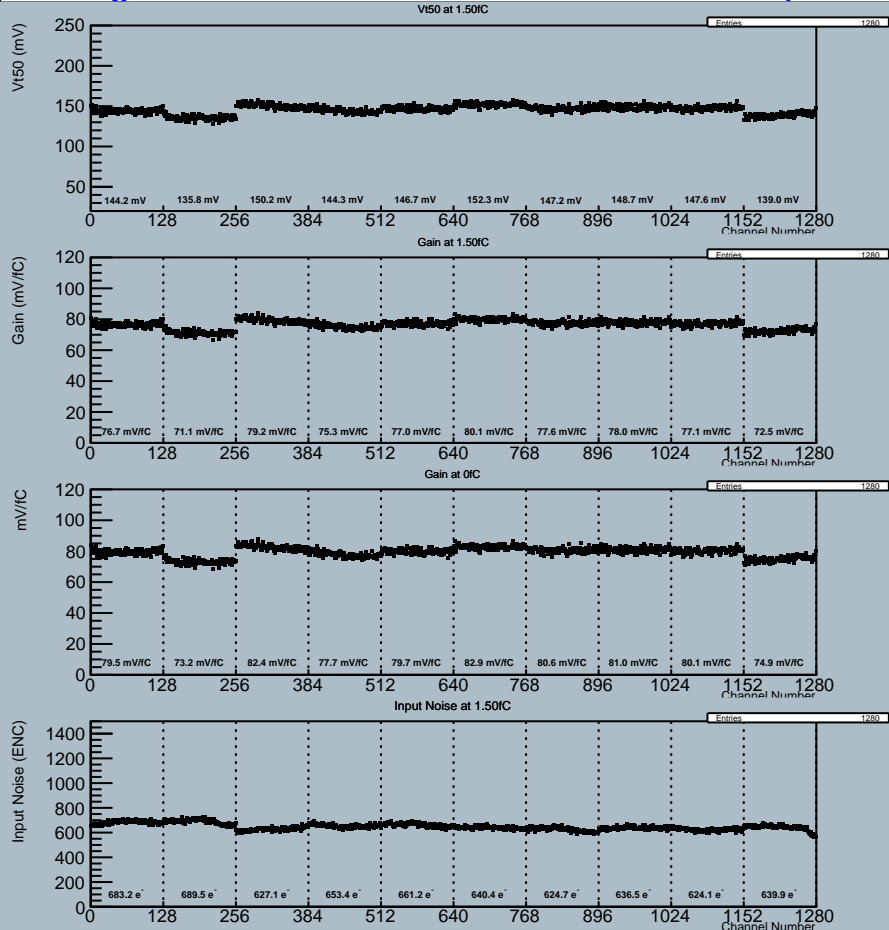 Vt50 at 1.50fC
Entries 1280
Vt50 (mV)
250
200
150
100
50
144.2 mV 135.8 mV 150.2 mV 144.3 mV 146.7 mV 152.3 mV 147.2 mV 148.7 mV 147.6 mV 139.0 mV
0 128 256 384 512 640 768 896 1024 1152 1280
Channel Number
Gain at 1.50fC
Entries 1280
Gain (mV/fC)
120
100
80
60
40
20
0
76.7 mV/fC 71.1 mV/fC 79.2 mV/fC 75.3 mV/fC 77.0 mV/fC 80.1 mV/fC 77.6 mV/fC 78.0 mV/fC 77.1 mV/fC 72.5 mV/fC
0 128 256 384 512 640 768 896 1024 1152 1280
Channel Number
Gain at 0fC
Entries 1280
mV/fC
120
100
80
60
40
20
0
79.5 mV/fC 73.2 mV/fC 82.4 mV/fC 77.7 mV/fC 79.7 mV/fC 82.9 mV/fC 80.6 mV/fC 81.0 mV/fC 80.1 mV/fC 74.9 mV/fC
0 128 256 384 512 640 768 896 1024 1152 1280
Channel Number
Input Noise at 1.50fC
Entries 1280
Input Noise (ENC)
1400
1200
1000
800
600
400
200
0
683.2 e⁻ 689.5 e⁻ 627.1 e⁻ 653.4 e⁻ 661.2 e⁻ 640.4 e⁻ 624.7 e⁻ 636.5 e⁻ 624.1 e⁻ 639.9 e⁻
0 128 256 384 512 640 768 896 1024 1152 1280
Channel Number